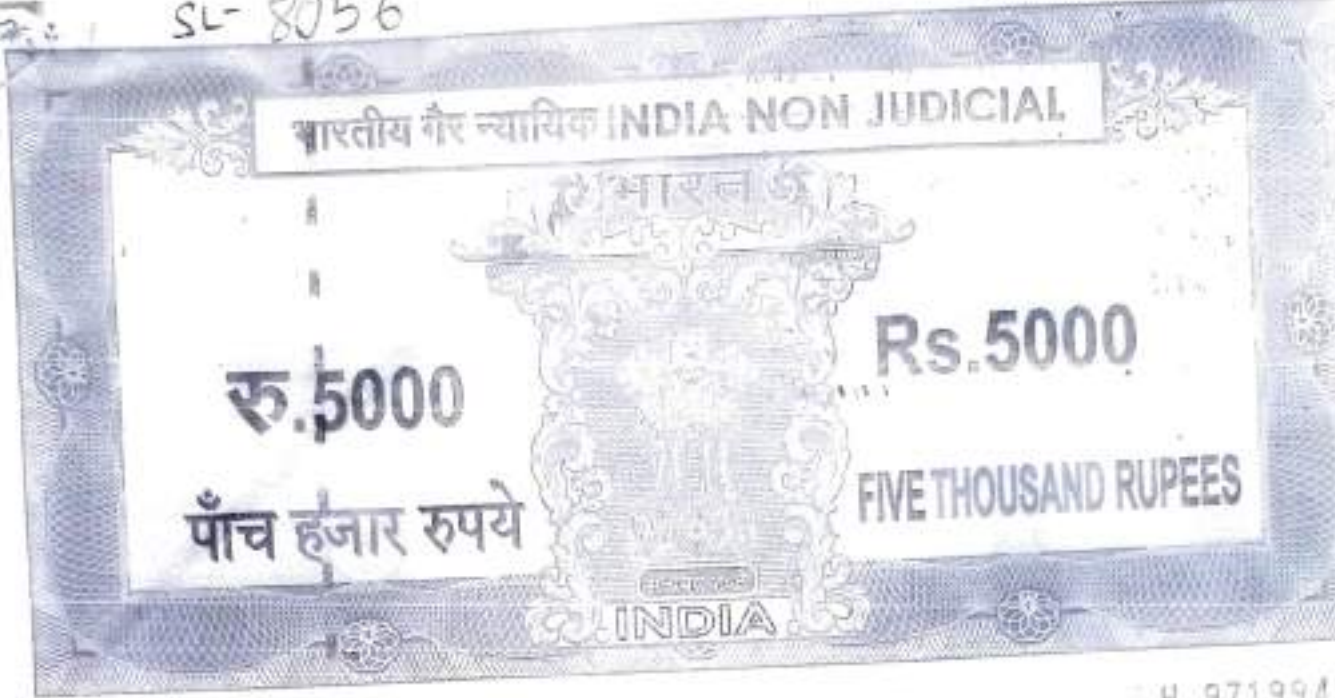 SL- 8056
भारतीय गैर न्यायिक INDIA NON JUDICIAL
भारत
रु.5000
Rs.5000
पाँच हजार रुपये
FIVE THOUSAND RUPEES
INDIA